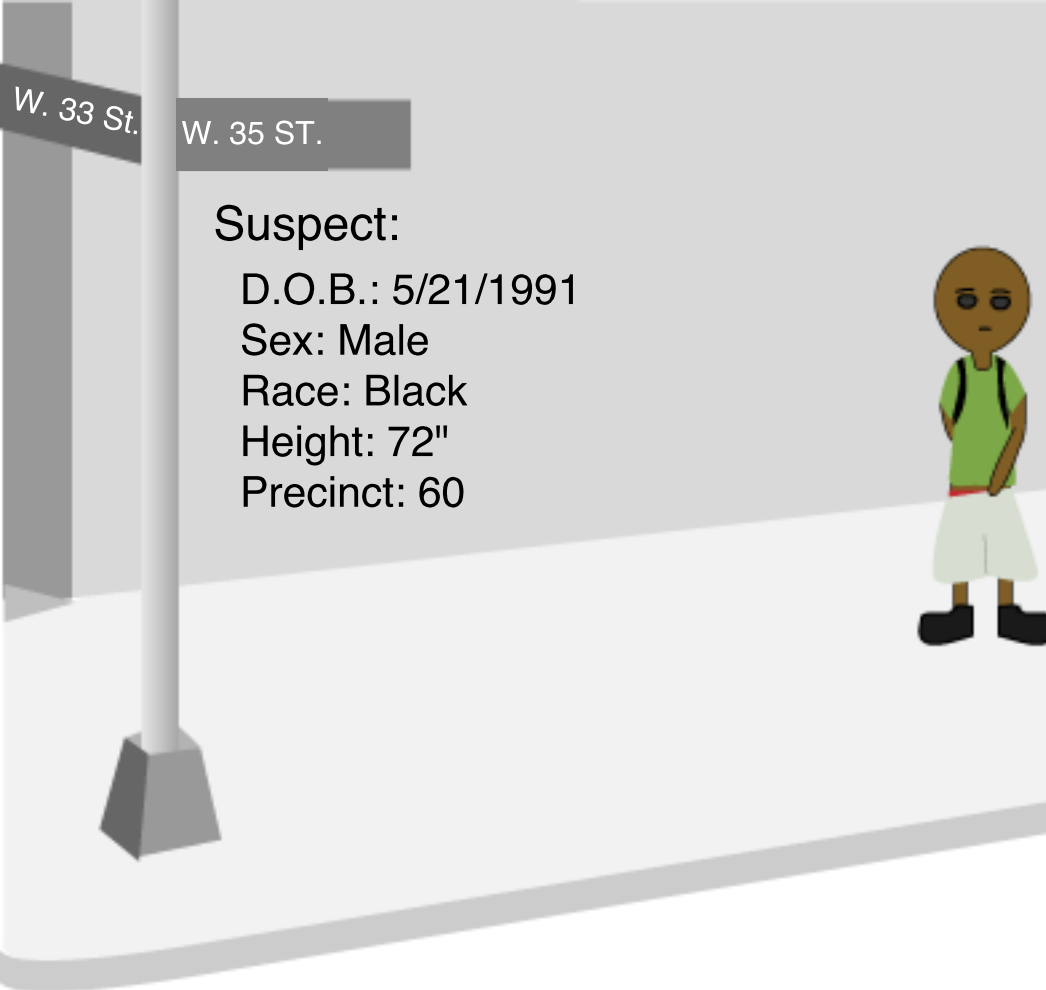 W. 33 St.
W. 35 ST.
Suspect:
D.O.B.: 5/21/1991
Sex: Male
Race: Black
Height: 72"
Precinct: 60